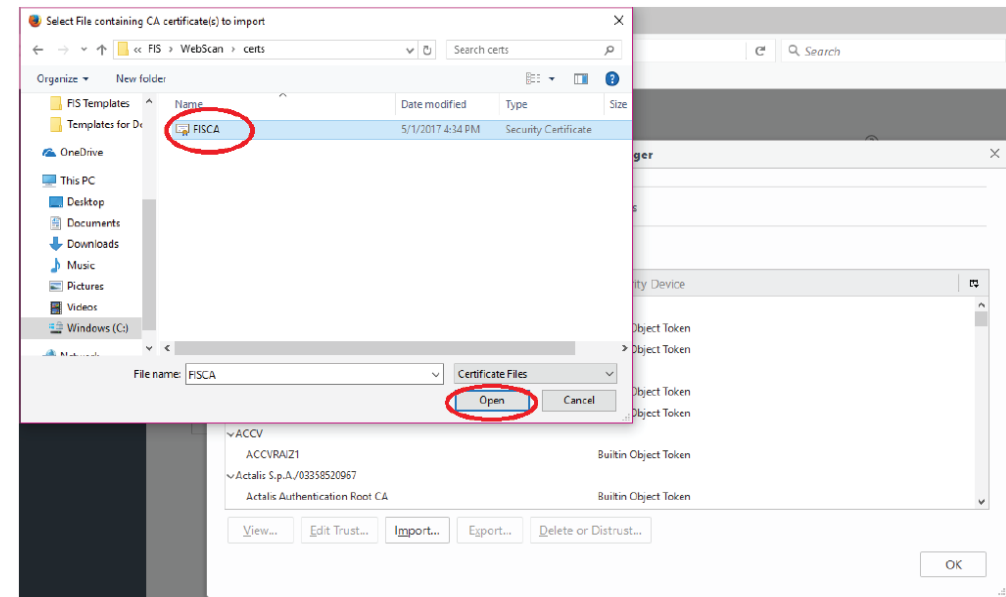 Select File containing CA certificate(s) to import
« FIS › WebScan › certs
Search certs
Search
Organize
New folder
FIS Templates
Templates for De
OneDrive
This PC
Desktop
Documents
Downloads
Music
Pictures
Videos
Windows (C:)
Name
Date modified
Type
Size
FISCA
5/1/2017 4:34 PM
Security Certificate
File name:
FISCA
Certificate Files
Open
Cancel
ger
s
ity Device
Object Token
Object Token
Object Token
Object Token
ACCV
ACCVRAIZ1
Builtin Object Token
Actalis S.p.A./03358520967
Actalis Authentication Root CA
Builtin Object Token
View...
Edit Trust...
Import...
Export...
Delete or Distrust...
OK